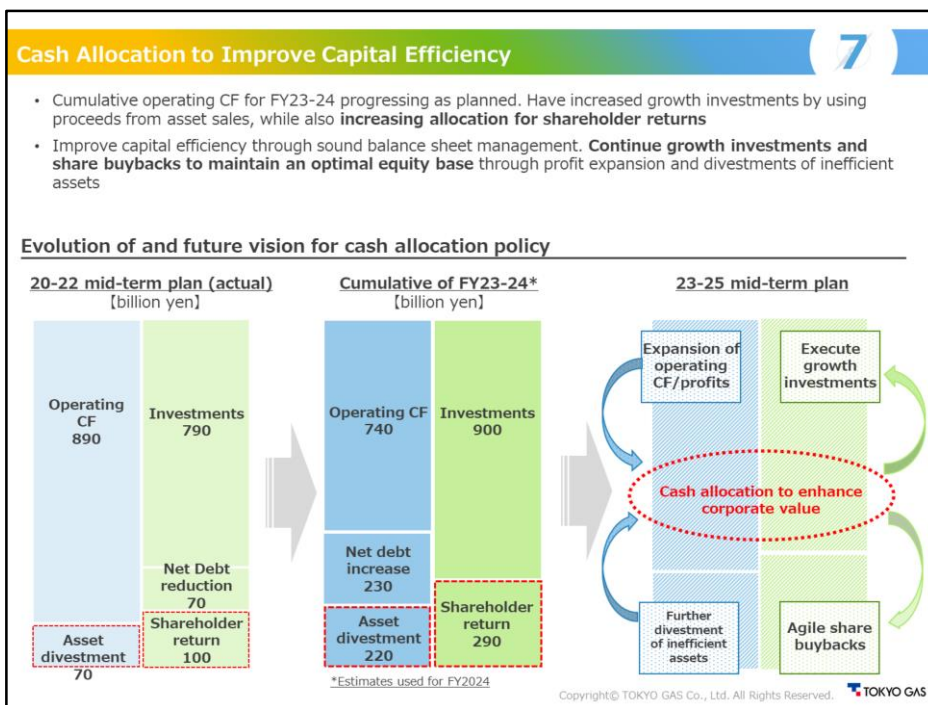 Cash Allocation to Improve Capital Efficiency
7
• Cumulative operating CF for FY23-24 progressing as planned. Have increased growth investments by using
proceeds from asset sales, while also increasing allocation for shareholder returns
• Improve capital efficiency through sound balance sheet management. Continue growth investments and
share buybacks to maintain an optimal equity base through profit expansion and divestments of inefficient
assets
Evolution of and future vision for cash allocation policy
20-22 mid-term plan (actual)
【billion yen】
Operating
CF
890
Asset
divestment
70
Investments
790
Net Debt
reduction
70
Shareholder
return
100
Cumulative of FY23-24*
【billion yen】
Operating CF
740
Net debt
increase
230
Asset
divestment
220
Investments
900
Shareholder
return
290
*Estimates used for FY2024
23-25 mid-term plan
Expansion of
operating
CF/profits
Execute
growth
investments
Cash allocation to enhance
corporate value
Further
divestment
of inefficient
assets
Agile share
buybacks
Copyright© TOKYO GAS Co., Ltd. All Rights Reserved.
TOKYO GAS